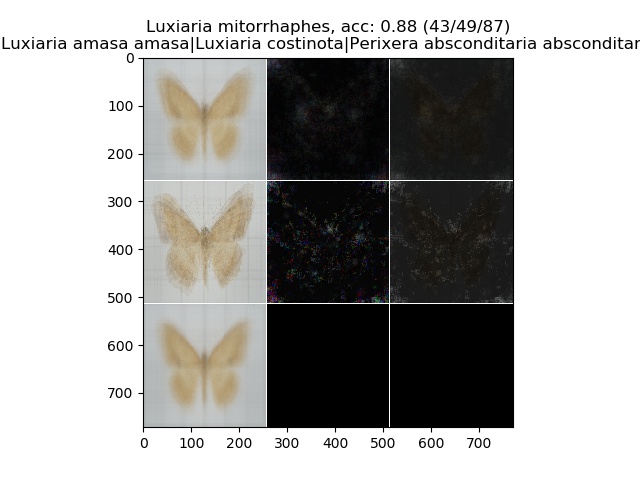 Luxiaria mitorrhaphes, acc: 0.88 (43/49/87)
Luxiaria amasa amasa|Luxiaria costinota|Perixera absconditaria absconditar
0
100
200
300
400
500
600
700
0 100 200 300 400 500 600 700